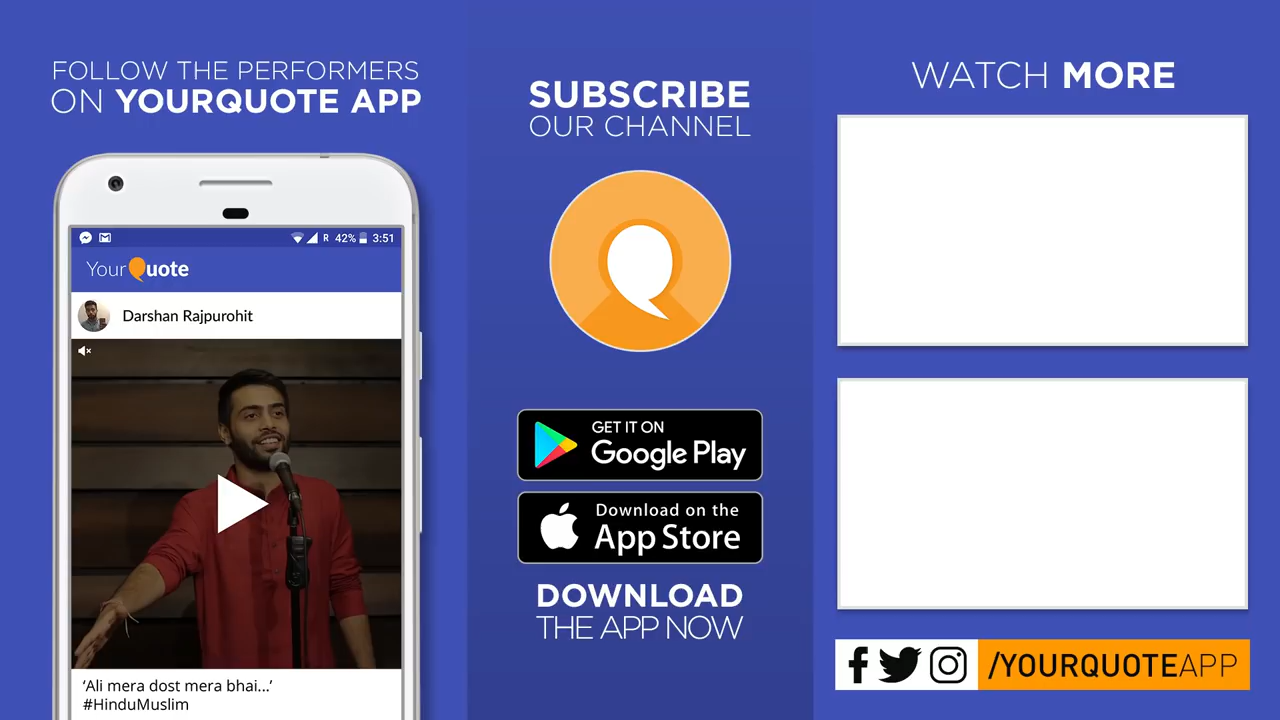 FOLLOW THE PERFORMERS
ON YOURQUOTE APP
R 42% 3:51
YourQuote
Darshan Rajpurohit
‘Ali mera dost mera bhai...’
#HinduMuslim
SUBSCRIBE
OUR CHANNEL
GET IT ON
Google Play
Download on the
App Store
DOWNLOAD
THE APP NOW
WATCH MORE
/YOURQUOTEAPP